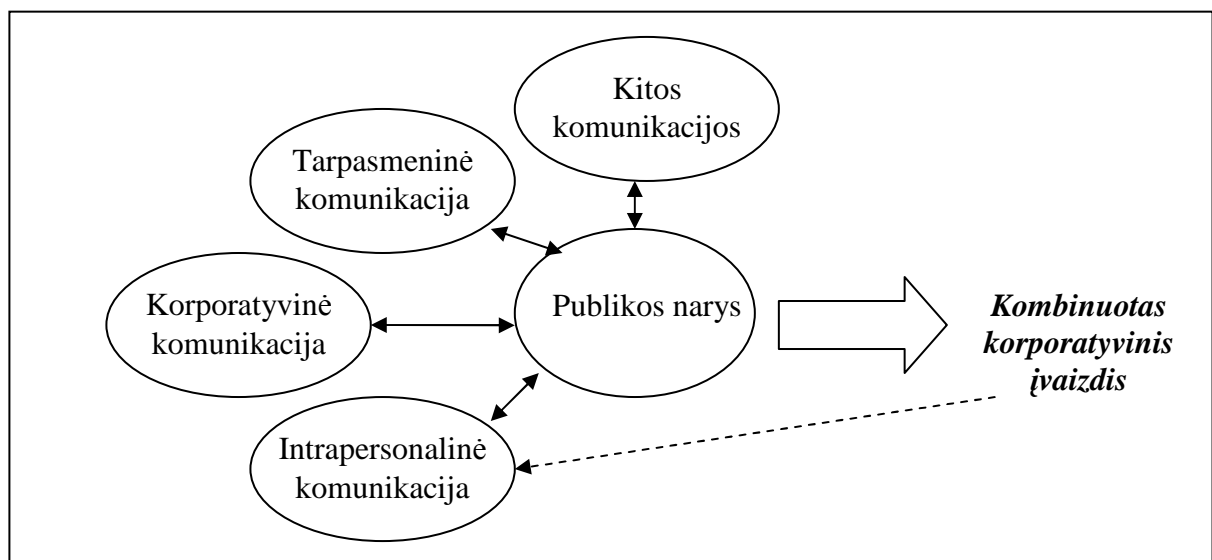 Kitos
komunikacijos
Tarpasmeninė
komunikacija
Korporatyvinė
komunikacija
Publikos narys
Kombinuotas
korporatyvinis
įvaizdis
Intrapersonalinė
komunikacija